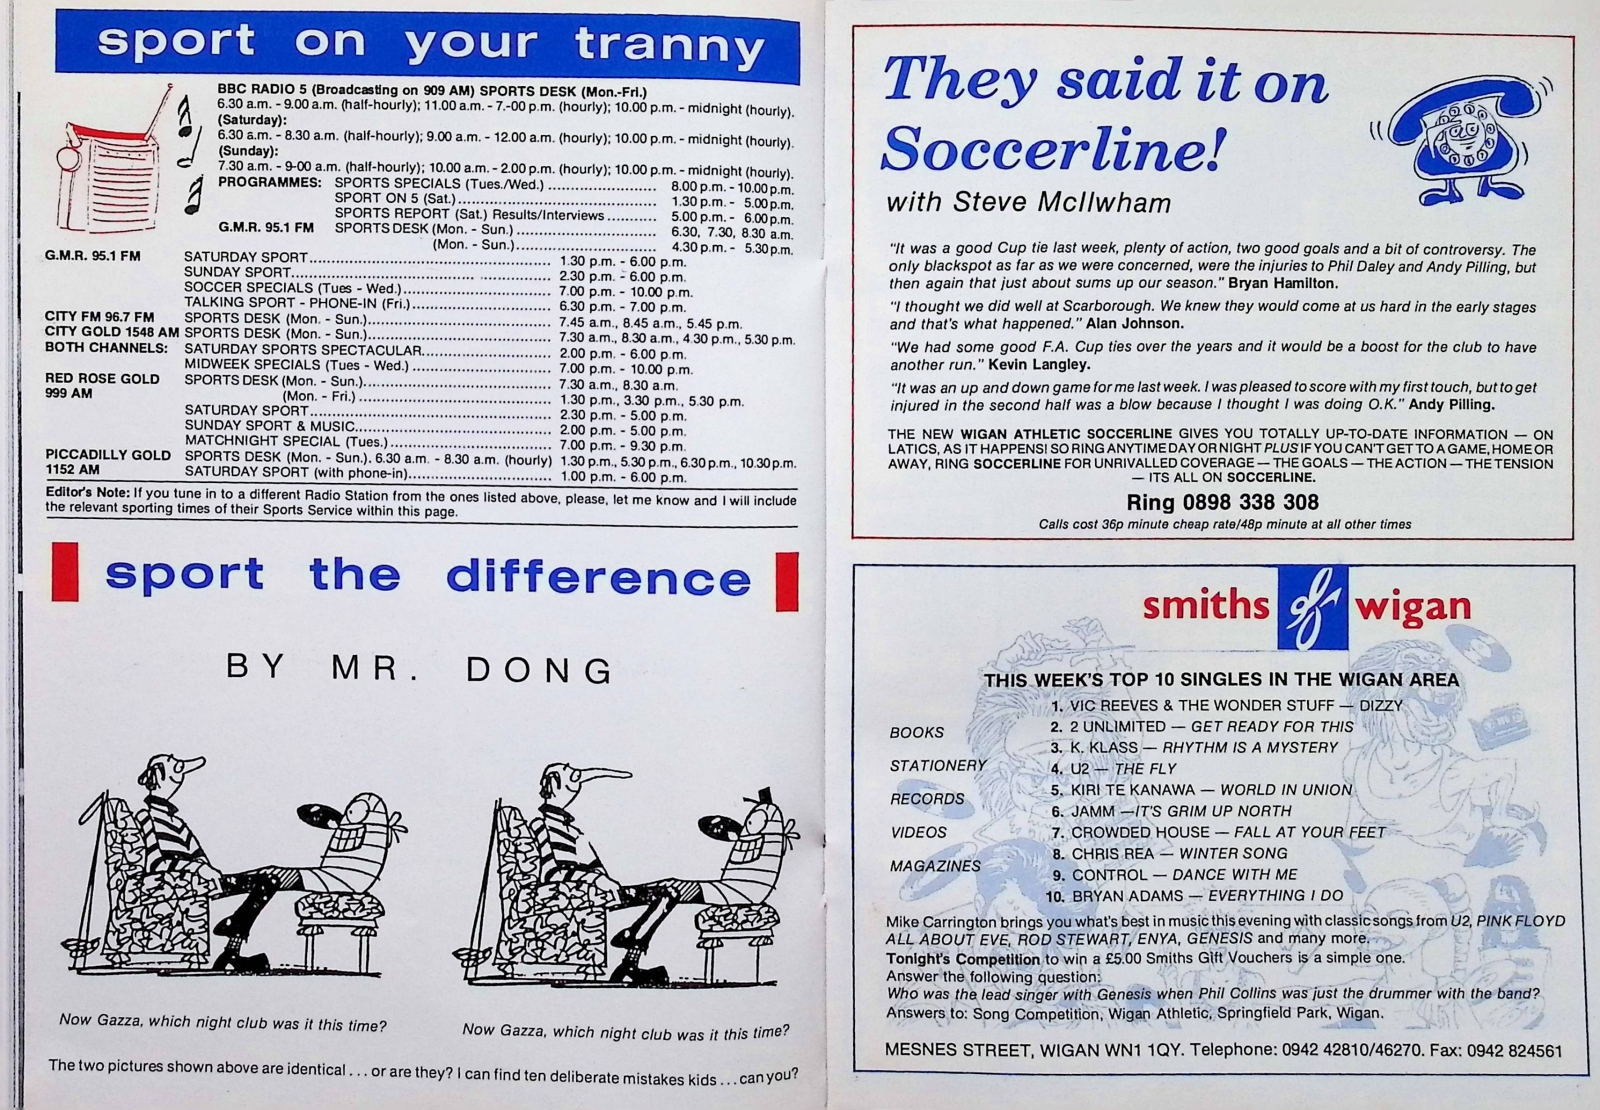 sport on your tranny
BBC RADIO 5 (Broadcasting on 909 AM) SPORTS DESK (Mon.-Fri.)
6.30 a.m. - 9.00 a.m. (half-hourly); 11.00 a.m. - 7.-00 p.m. (hourly); 10.00 p.m. - midnight (hourly).
(Saturday):
6.30 a.m. - 8.30 a.m. (half-hourly); 9.00 a.m. - 12.00 a.m. (hourly); 10.00 p.m. - midnight (hourly).
(Sunday):
7.30 a.m. - 9-00 a.m. (half-hourly); 10.00 a.m. - 2.00 p.m. (hourly); 10.00 p.m. - midnight (hourly).
PROGRAMMES: SPORTS SPECIALS (Tues./Wed.) ........................ 8.00 p.m. - 10.00 p.m.
SPORT ON 5 (Sat.)............................................ 1.30 p.m. - 5.00 p.m.
SPORTS REPORT (Sat.) Results/Interviews ........... 5.00 p.m. - 6.00 p.m.
G.M.R. 95.1 FM SPORTS DESK (Mon. - Sun.)............................... 6.30, 7.30, 8.30 a.m.
(Mon. - Sun.)............................... 4.30 p.m. - 5.30 p.m.
G.M.R. 95.1 FM SATURDAY SPORT..................................................... 1.30 p.m. - 6.00 p.m.
SUNDAY SPORT......................................................... 2.30 p.m. - 6.00 p.m.
SOCCER SPECIALS (Tues - Wed.)................................. 7.00 p.m. - 10.00 p.m.
TALKING SPORT - PHONE-IN (Fri.)............................... 6.30 p.m. - 7.00 p.m.
CITY FM 96.7 FM SPORTS DESK (Mon. - Sun.)......................................... 7.45 a.m., 8.45 a.m., 5.45 p.m.
CITY GOLD 1548 AM SPORTS DESK (Mon. - Sun.)......................................... 7.30 a.m., 8.30 a.m., 4.30 p.m., 5.30 p.m.
BOTH CHANNELS: SATURDAY SPORTS SPECTACULAR............................. 2.00 p.m. - 6.00 p.m.
MIDWEEK SPECIALS (Tues - Wed.)................................ 7.00 p.m. - 10.00 p.m.
RED ROSE GOLD SPORTS DESK (Mon. - Sun.).......................................... 7.30 a.m., 8.30 a.m.
999 AM (Mon. - Fri.)........................................... 1.30 p.m., 3.30 p.m., 5.30 p.m.
SATURDAY SPORT..................................................... 2.30 p.m. - 5.00 p.m.
SUNDAY SPORT & MUSIC............................................ 2.00 p.m. - 5.00 p.m.
MATCHNIGHT SPECIAL (Tues.).................................... 7.00 p.m. - 9.30 p.m.
PICCADILLY GOLD SPORTS DESK (Mon. - Sun.). 6.30 a.m. - 8.30 a.m. (hourly) 1.30 p.m., 5.30 p.m., 6.30 p.m., 10.30 p.m.
1152 AM SATURDAY SPORT (with phone-in)................................ 1.00 p.m. - 6.00 p.m.
Editor's Note: If you tune in to a different Radio Station from the ones listed above, please, let me know and I will include
the relevant sporting times of their Sports Service within this page.
sport the difference
BY MR. DONG
Now Gazza, which night club was it this time?
Now Gazza, which night club was it this time?
The two pictures shown above are identical . . . or are they? I can find ten deliberate mistakes kids . . . can you?
They said it on
Soccerline!
with Steve McIlwham
"It was a good Cup tie last week, plenty of action, two good goals and a bit of controversy. The
only blackspot as far as we were concerned, were the injuries to Phil Daley and Andy Pilling, but
then again that just about sums up our season." Bryan Hamilton.
"I thought we did well at Scarborough. We knew they would come at us hard in the early stages
and that's what happened." Alan Johnson.
"We had some good F.A. Cup ties over the years and it would be a boost for the club to have
another run." Kevin Langley.
"It was an up and down game for me last week. I was pleased to score with my first touch, but to get
injured in the second half was a blow because I thought I was doing O.K." Andy Pilling.
THE NEW WIGAN ATHLETIC SOCCERLINE GIVES YOU TOTALLY UP-TO-DATE INFORMATION — ON
LATICS, AS IT HAPPENS! SO RING ANYTIME DAY OR NIGHT PLUS IF YOU CAN'T GET TO A GAME, HOME OR
AWAY, RING SOCCERLINE FOR UNRIVALLED COVERAGE — THE GOALS — THE ACTION — THE TENSION
— ITS ALL ON SOCCERLINE.
Ring 0898 338 308
Calls cost 36p minute cheap rate/48p minute at all other times
smiths of wigan
THIS WEEK'S TOP 10 SINGLES IN THE WIGAN AREA
BOOKS
STATIONERY
RECORDS
VIDEOS
MAGAZINES
1. VIC REEVES & THE WONDER STUFF — DIZZY
2. 2 UNLIMITED — GET READY FOR THIS
3. K. KLASS — RHYTHM IS A MYSTERY
4. U2 — THE FLY
5. KIRI TE KANAWA — WORLD IN UNION
6. JAMM —IT'S GRIM UP NORTH
7. CROWDED HOUSE — FALL AT YOUR FEET
8. CHRIS REA — WINTER SONG
9. CONTROL — DANCE WITH ME
10. BRYAN ADAMS — EVERYTHING I DO
Mike Carrington brings you what's best in music this evening with classic songs from U2, PINK FLOYD
ALL ABOUT EVE, ROD STEWART, ENYA, GENESIS and many more.
Tonight's Competition to win a £5.00 Smiths Gift Vouchers is a simple one.
Answer the following question:
Who was the lead singer with Genesis when Phil Collins was just the drummer with the band?
Answers to: Song Competition, Wigan Athletic, Springfield Park, Wigan.
MESNES STREET, WIGAN WN1 1QY. Telephone: 0942 42810/46270. Fax: 0942 824561